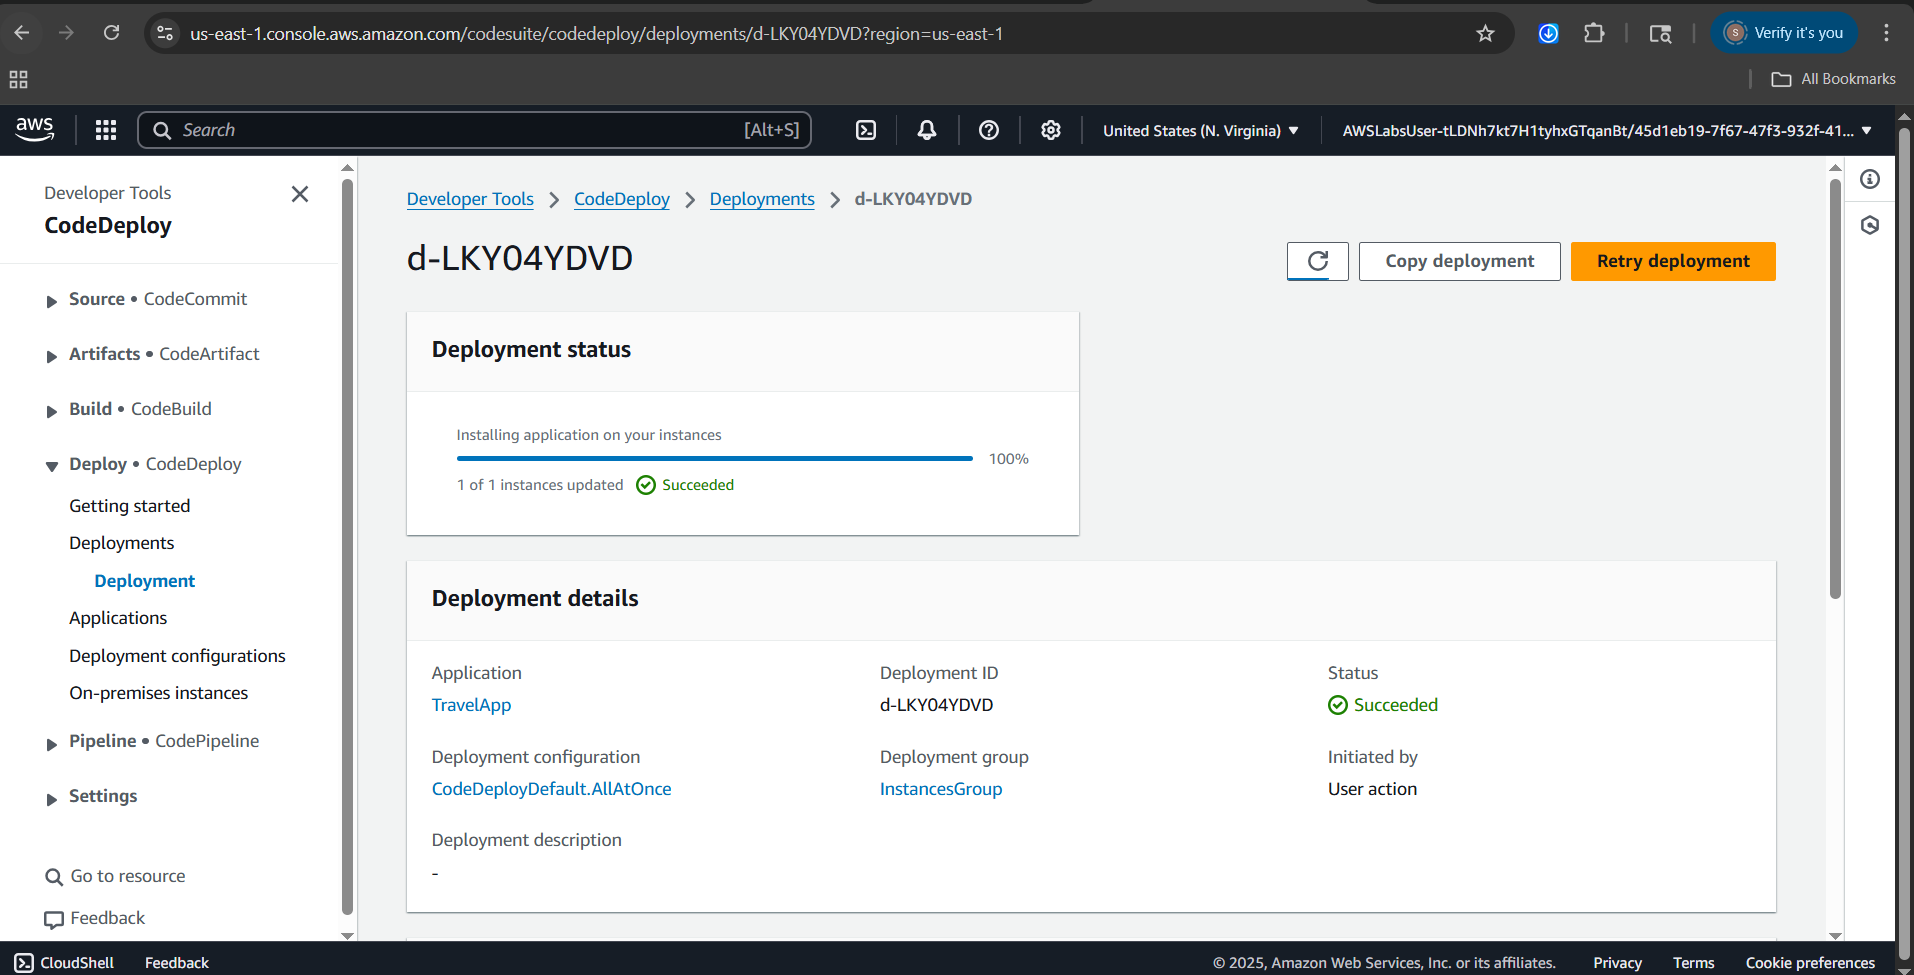 us-east-1.console.aws.amazon.com/codesuite/codedeploy/deployments/d-LKY04YDVD?region=us-east-1
S
Verify it's you
All Bookmarks
aws
Search
[Alt+S]
United States (N. Virginia)
AWSLabsUser-tLDNh7kt7H1tyhxGTqanBt/45d1eb19-7f67-47f3-932f-41...
Developer Tools
CodeDeploy
Source • CodeCommit
Artifacts • CodeArtifact
Build • CodeBuild
Deploy • CodeDeploy
Getting started
Deployments
Deployment
Applications
Deployment configurations
On-premises instances
Pipeline • CodePipeline
Settings
Go to resource
Feedback
Developer Tools > CodeDeploy > Deployments > d-LKY04YDVD
d-LKY04YDVD
Copy deployment
Retry deployment
Deployment status
Installing application on your instances
100%
1 of 1 instances updated Succeeded
Deployment details
Application
TravelApp
Deployment ID
d-LKY04YDVD
Status
Succeeded
Deployment configuration
CodeDeployDefault.AllAtOnce
Deployment group
InstancesGroup
Initiated by
User action
Deployment description
-
CloudShell
Feedback
© 2025, Amazon Web Services, Inc. or its affiliates.
Privacy
Terms
Cookie preferences